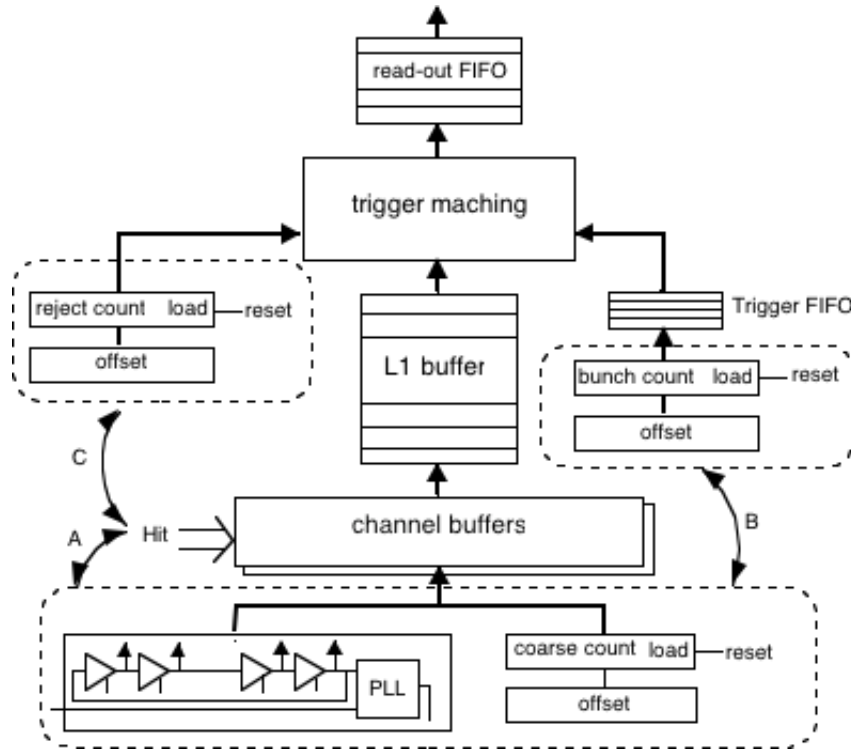 read-out FIFO
trigger maching
reject count load reset
offset
L1 buffer
Trigger FIFO
bunch count load reset
offset
C
A
Hit
channel buffers
B
PLL
coarse count load reset
offset